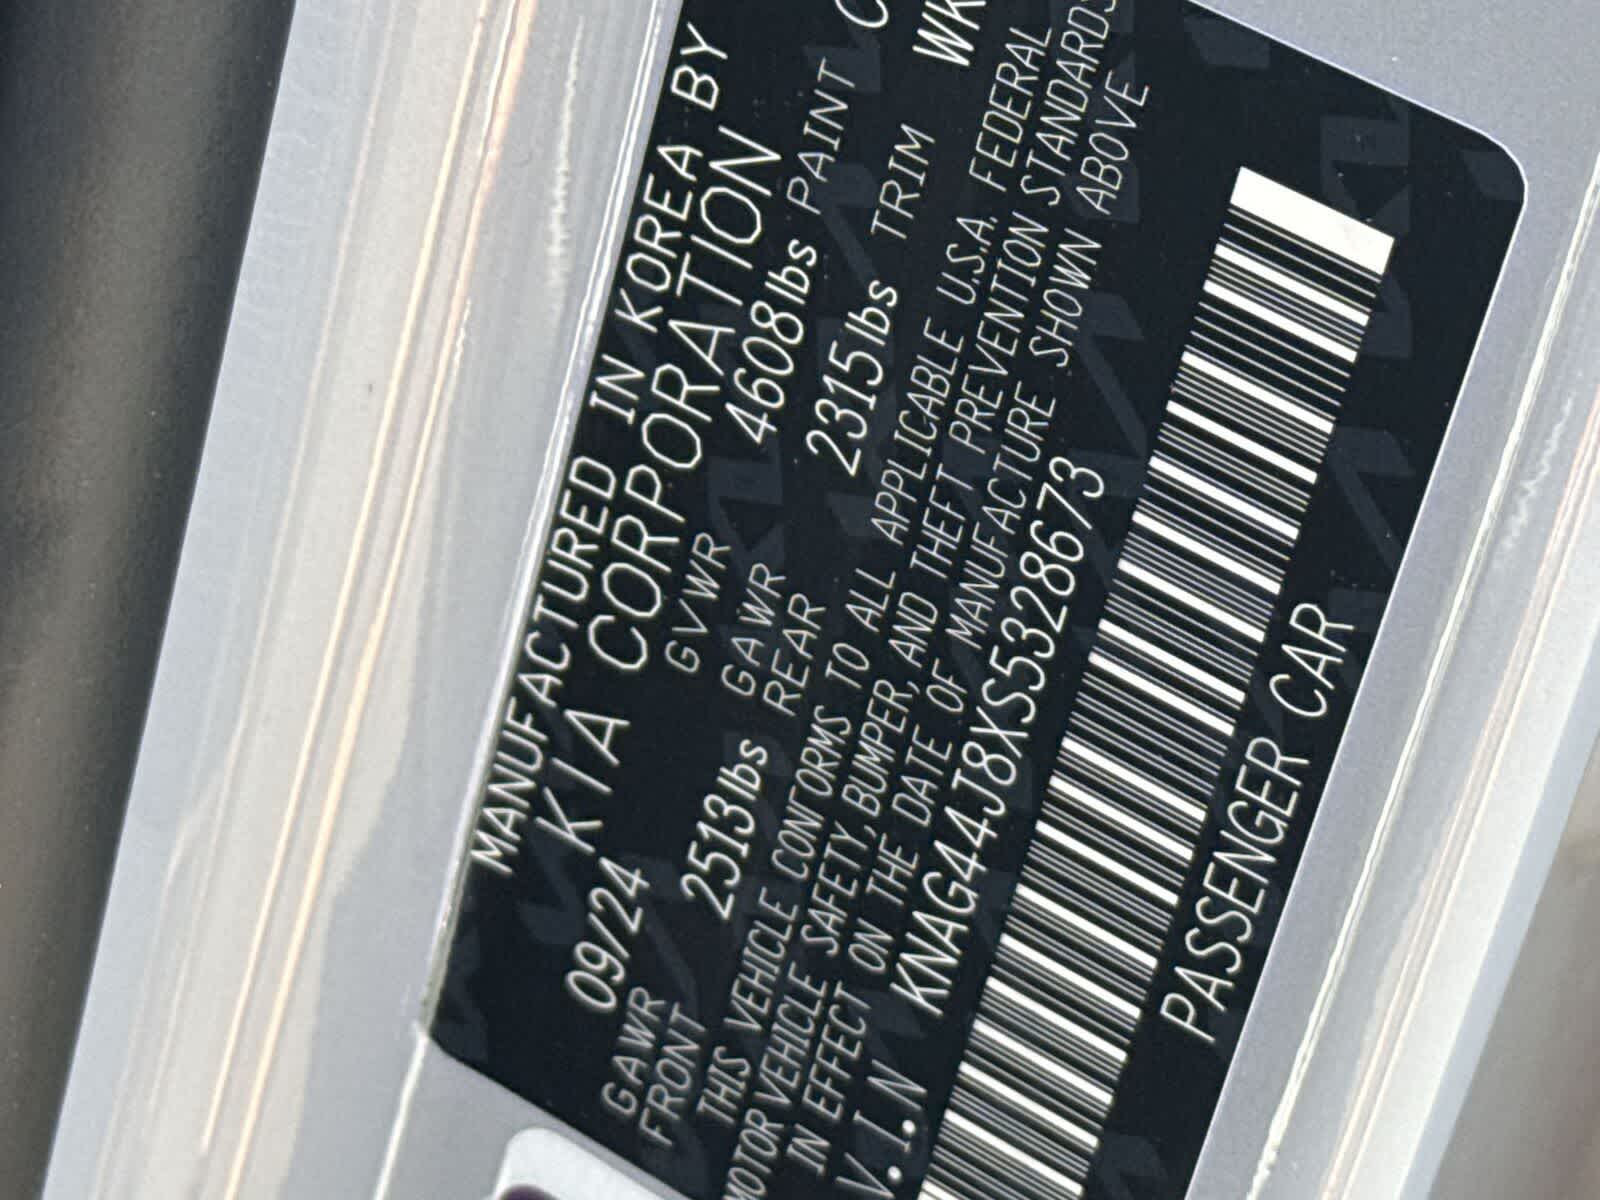 MANUFACTURED IN KOREA BY
KIA CORPORATION
09/24 GVWR 4608lbs PAINT C
GAWR FRONT 2513lbs GAWR REAR 2315lbs TRIM WK
THIS VEHICLE CONFORMS TO ALL APPLICABLE U.S.A. FEDERAL
MOTOR VEHICLE SAFETY, BUMPER, AND THEFT PREVENTION STANDARDS
IN EFFECT ON THE DATE OF MANUFACTURE SHOWN ABOVE
V.I.N KNAG44J8XS5328673
PASSENGER CAR